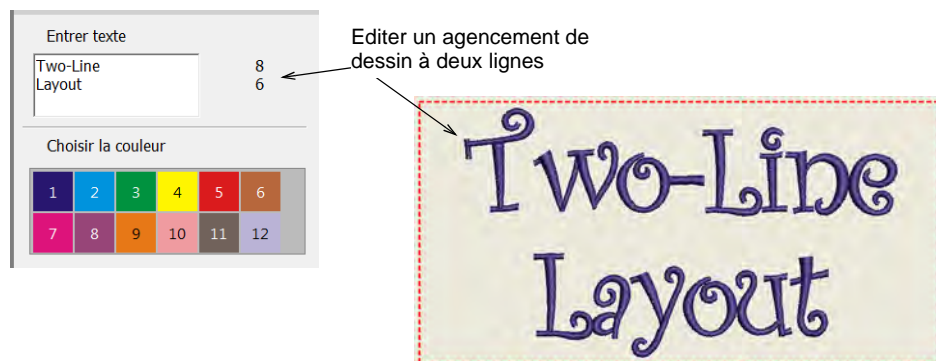 Entrer texte
Two-Line 8
Layout 6
Choisir la couleur
1 2 3 4 5 6
7 8 9 10 11 12
Editer un agencement de
dessin à deux lignes
Two-Line
Layout